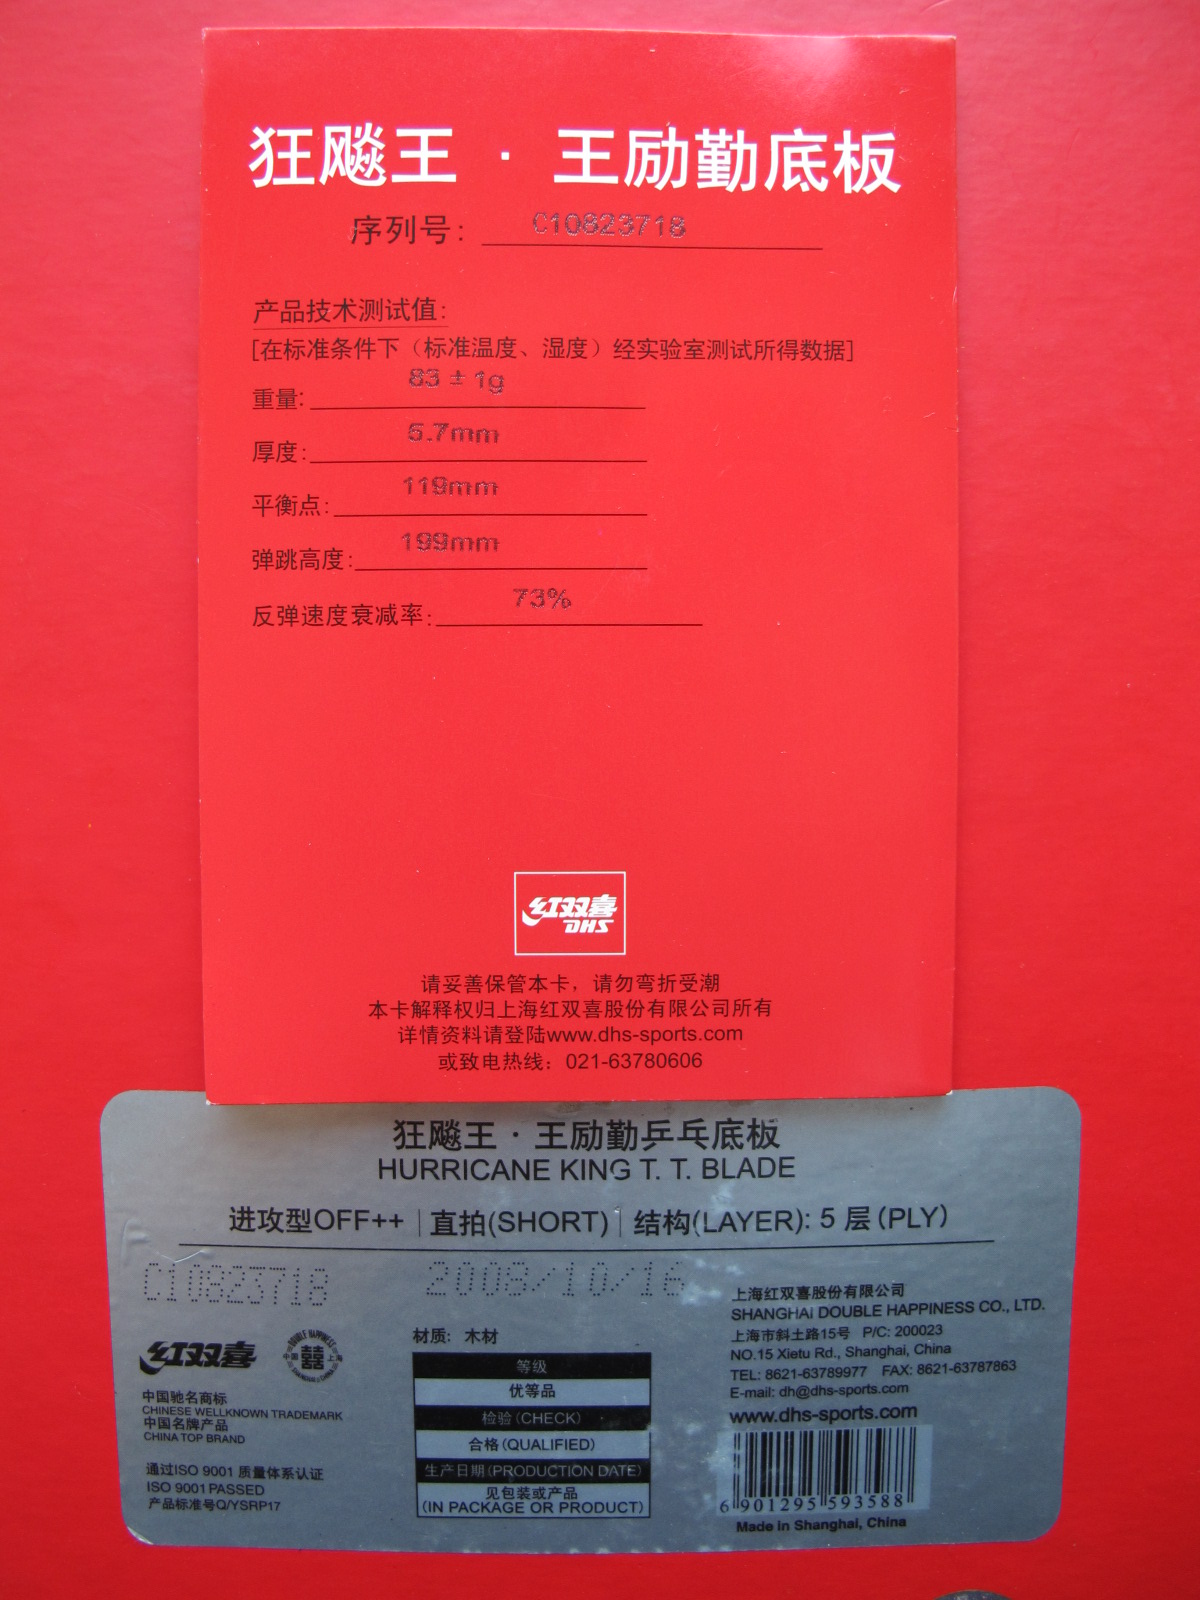 狂飚王 · 王励勤底板
序列号: C10823718
产品技术测试值:
[在标准条件下（标准温度、湿度）经实验室测试所得数据]
重量: 83 ± 1g
厚度: 5.7mm
平衡点: 119mm
弹跳高度: 199mm
反弹速度衰减率: 73%
红双喜
DHS
请妥善保管本卡，请勿弯折受潮
本卡解释权归上海红双喜股份有限公司所有
详情资料请登陆www.dhs-sports.com
或致电热线：021-63780606
狂飚王 · 王励勤乒乓底板
HURRICANE KING T. T. BLADE
进攻型OFF++ | 直拍(SHORT) | 结构(LAYER): 5 层(PLY)
C10823718
2008/10/16
红双喜
DOUBLE HAPPINESS
中国 囍 上海
SHANGHAI CHINA
中国驰名商标
CHINESE WELLKNOWN TRADEMARK
中国名牌产品
CHINA TOP BRAND
通过ISO 9001 质量体系认证
ISO 9001 PASSED
产品标准号Q/YSRP17
材质: 木材
等级
优等品
检验(CHECK)
合格(QUALIFIED)
生产日期(PRODUCTION DATE)
见包装或产品
(IN PACKAGE OR PRODUCT)
上海红双喜股份有限公司
SHANGHAI DOUBLE HAPPINESS CO., LTD.
上海市斜土路15号 P/C: 200023
NO.15 Xietu Rd., Shanghai, China
TEL: 8621-63789977 FAX: 8621-63787863
E-mail: dh@dhs-sports.com
www.dhs-sports.com
6 901295 593588
Made in Shanghai, China